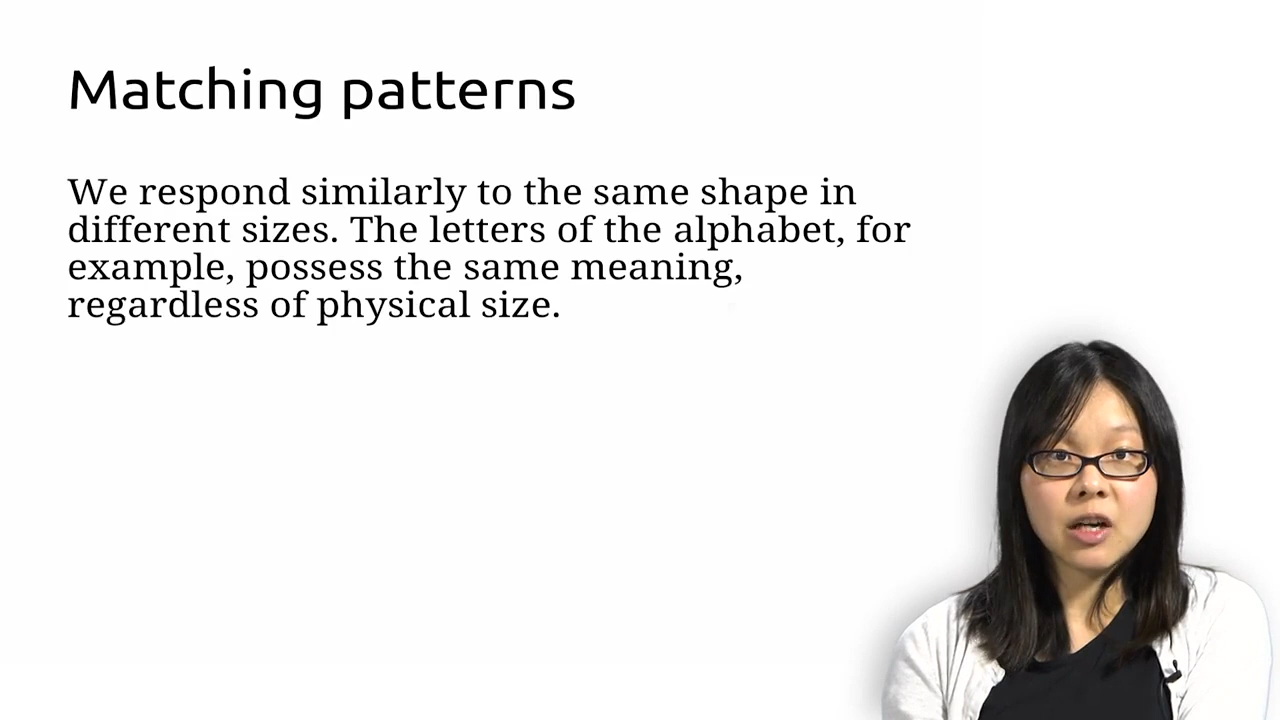 Matching patterns
We respond similarly to the same shape in
different sizes. The letters of the alphabet, for
example, possess the same meaning,
regardless of physical size.